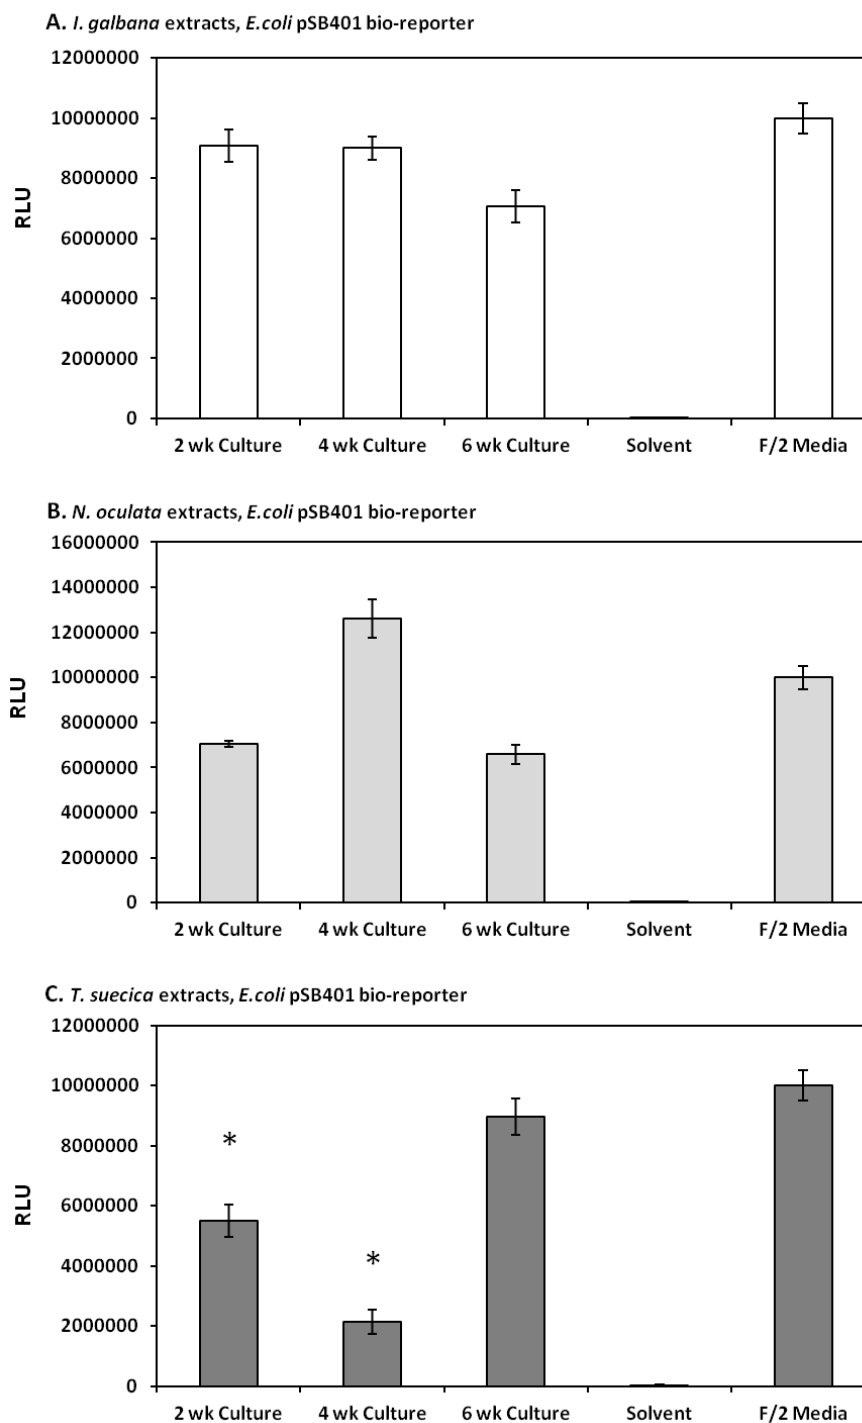 A. I. galbana extracts, E.coli pSB401 bio-reporter
12000000
10000000
8000000
6000000
4000000
2000000
0
RLU
2 wk Culture 4 wk Culture 6 wk Culture Solvent F/2 Media
B. N. oculata extracts, E.coli pSB401 bio-reporter
16000000
14000000
12000000
10000000
8000000
6000000
4000000
2000000
0
RLU
2 wk Culture 4 wk Culture 6 wk Culture Solvent F/2 Media
C. T. suecica extracts, E.coli pSB401 bio-reporter
12000000
10000000
8000000
6000000
4000000
2000000
0
RLU
*
*
2 wk Culture 4 wk Culture 6 wk Culture Solvent F/2 Media